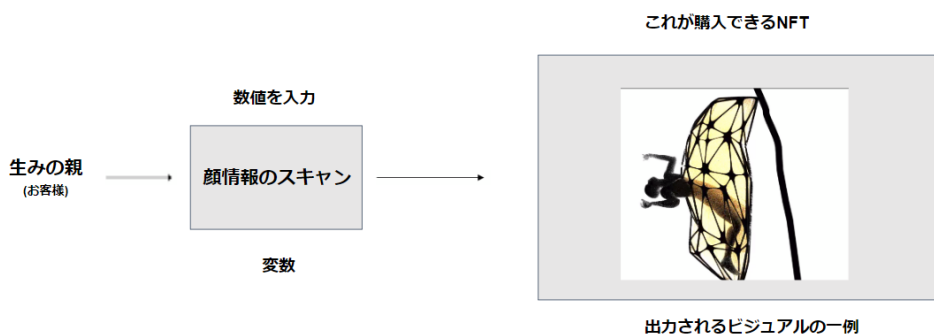 これが購入できるNFT
数値を入力
生みの親
(お客様)
顔情報のスキャン
変数
出力されるビジュアルの一例